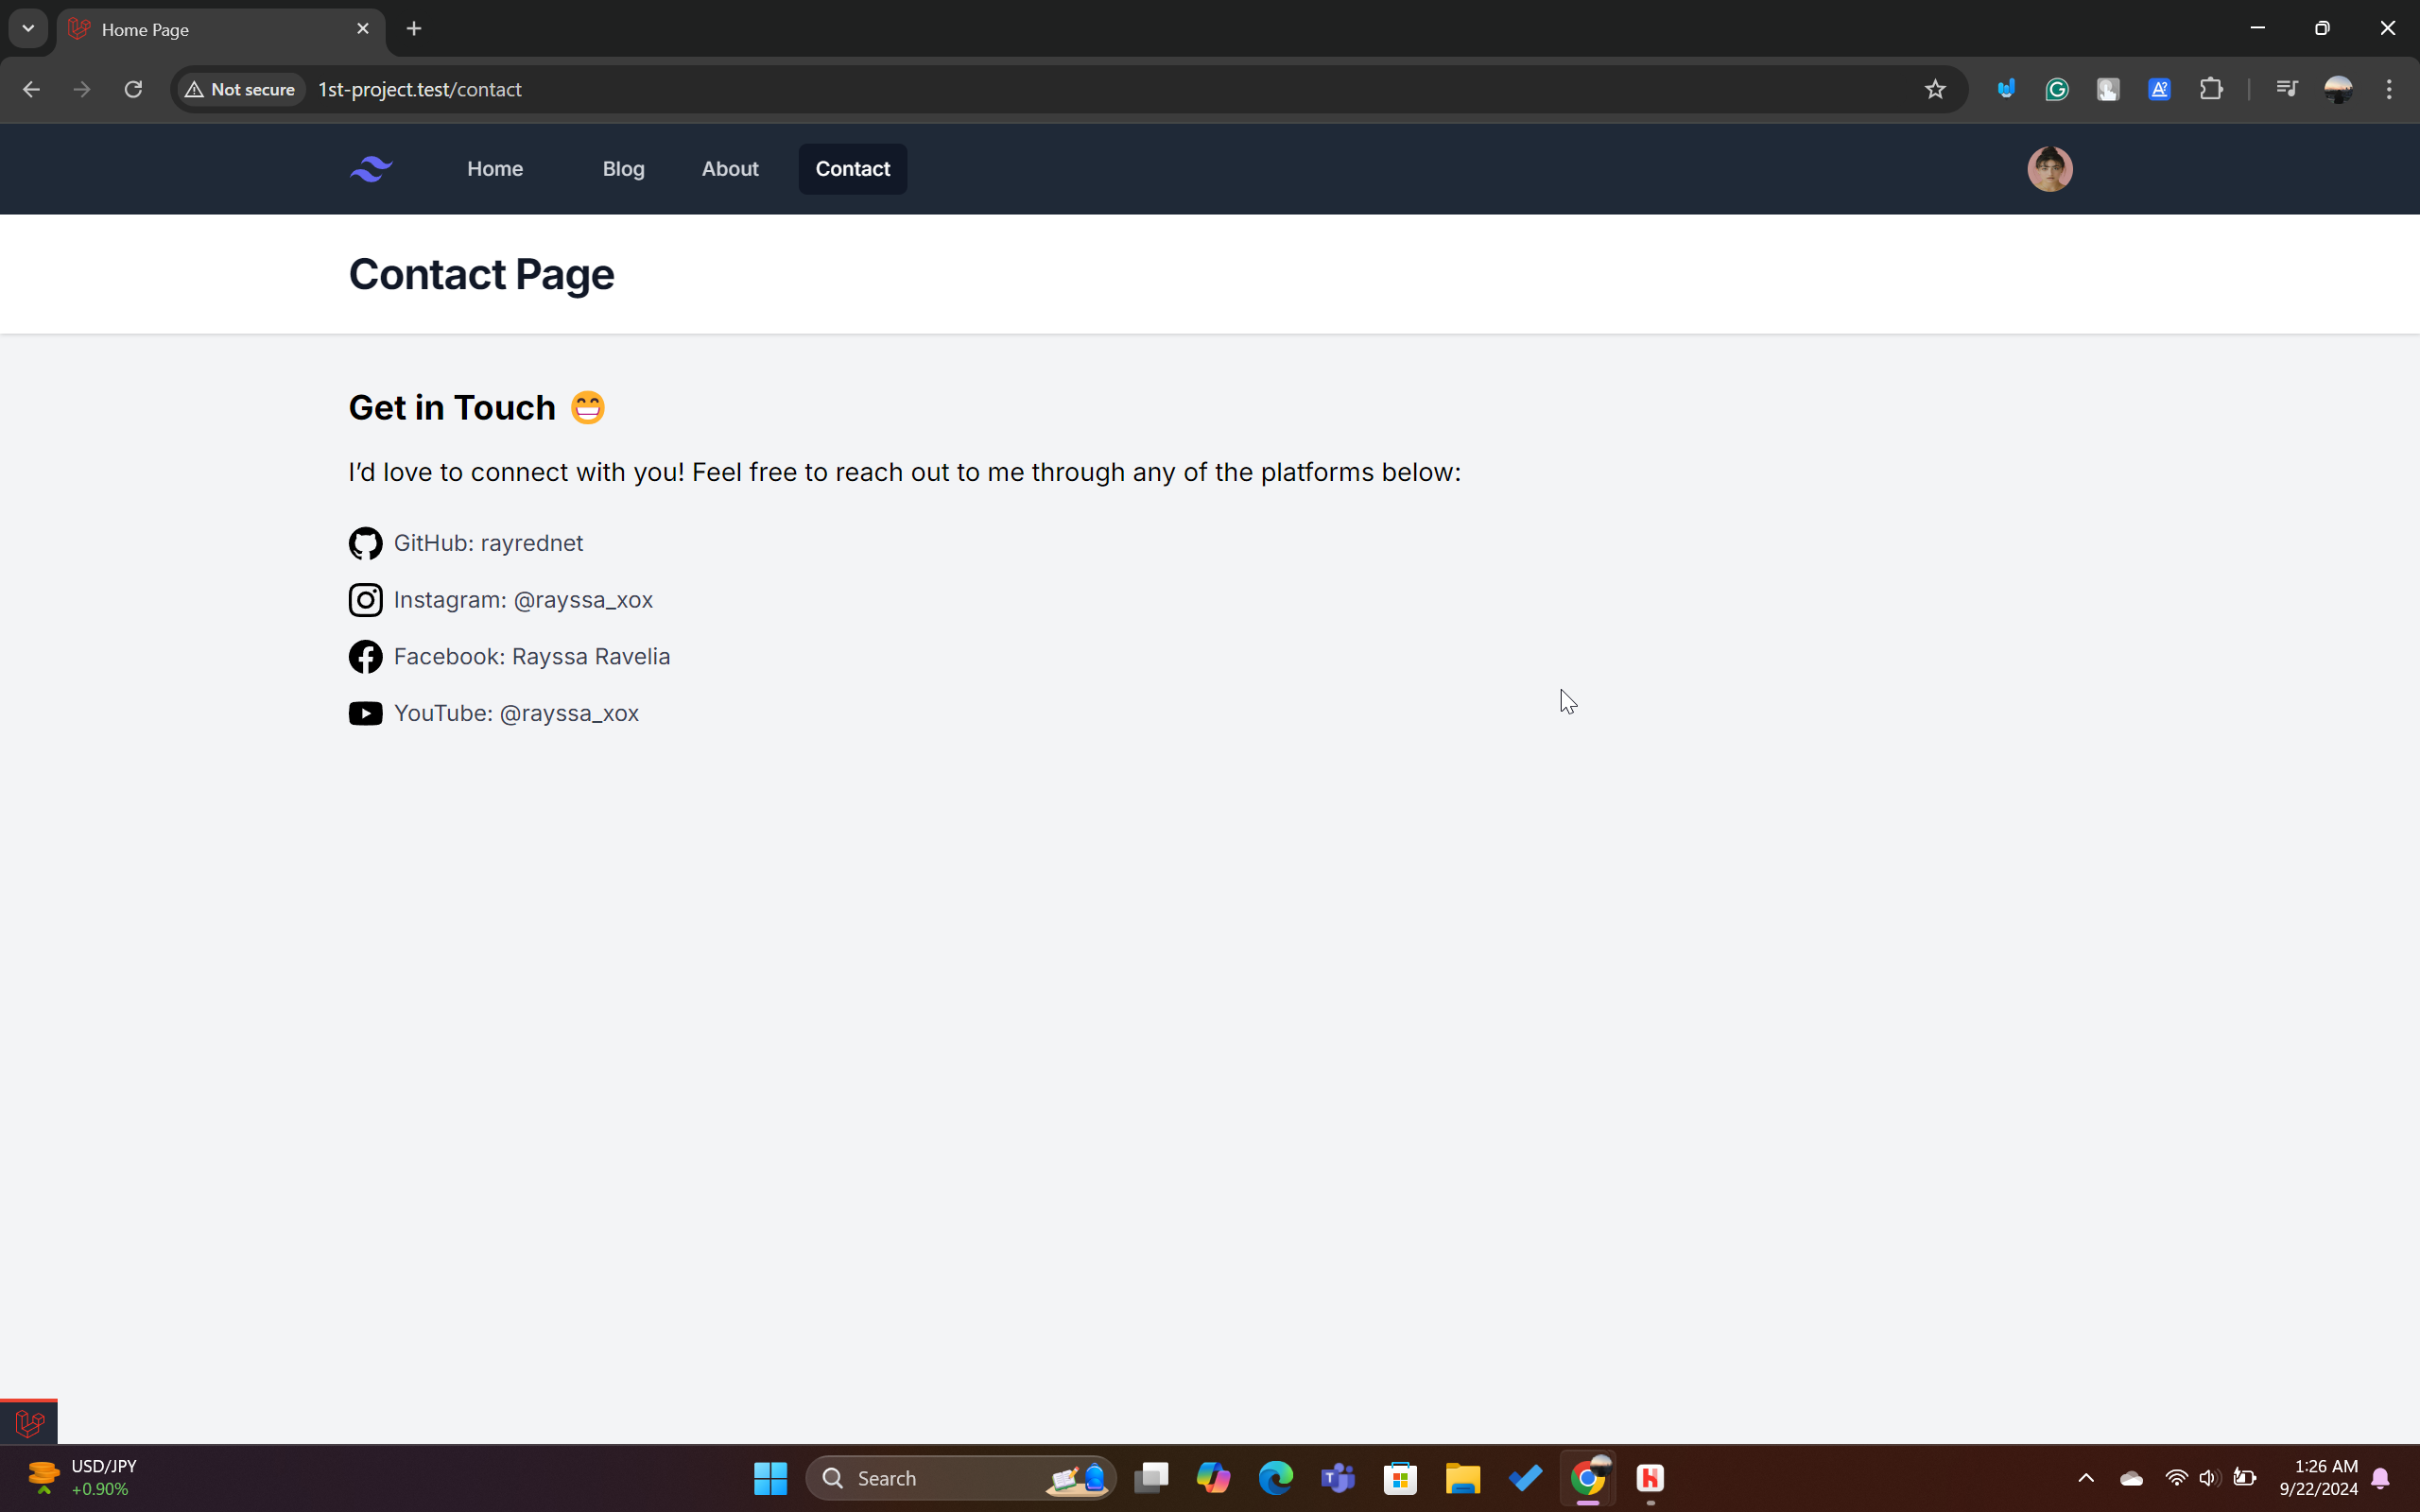 Home Page
Not secure
1st-project.test/contact
Home
Blog
About
Contact
Contact Page
Get in Touch 😁
I’d love to connect with you! Feel free to reach out to me through any of the platforms below:
GitHub: rayrednet
Instagram: @rayssa_xox
Facebook: Rayssa Ravelia
YouTube: @rayssa_xox
USD/JPY
+0.90%
Search
1:26 AM
9/22/2024